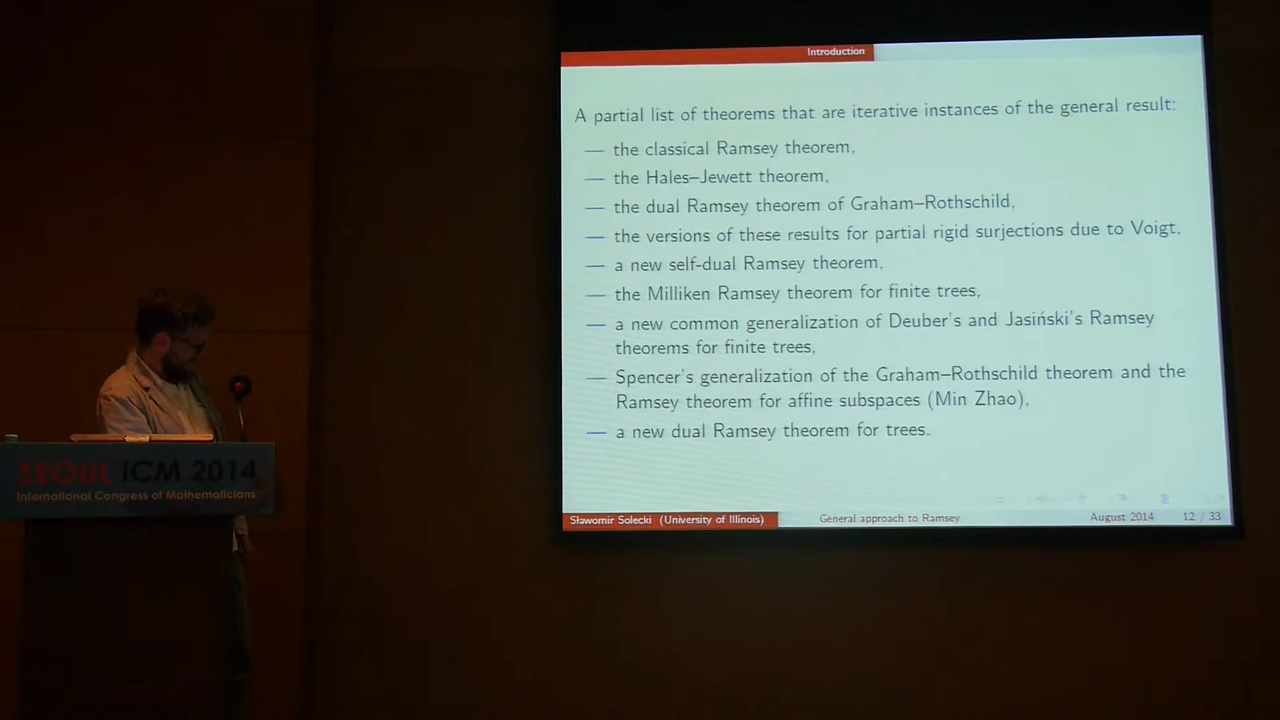 Introduction
A partial list of theorems that are iterative instances of the general result:
— the classical Ramsey theorem,
— the Hales–Jewett theorem,
— the dual Ramsey theorem of Graham–Rothschild,
— the versions of these results for partial rigid surjections due to Voigt,
— a new self-dual Ramsey theorem,
— the Milliken Ramsey theorem for finite trees,
— a new common generalization of Deuber's and Jasiński's Ramsey
theorems for finite trees,
— Spencer's generalization of the Graham–Rothschild theorem and the
Ramsey theorem for affine subspaces (Min Zhao),
— a new dual Ramsey theorem for trees.
Sławomir Solecki (University of Illinois) General approach to Ramsey August 2014 12 / 33
SEOUL ICM 2014
International Congress of Mathematicians